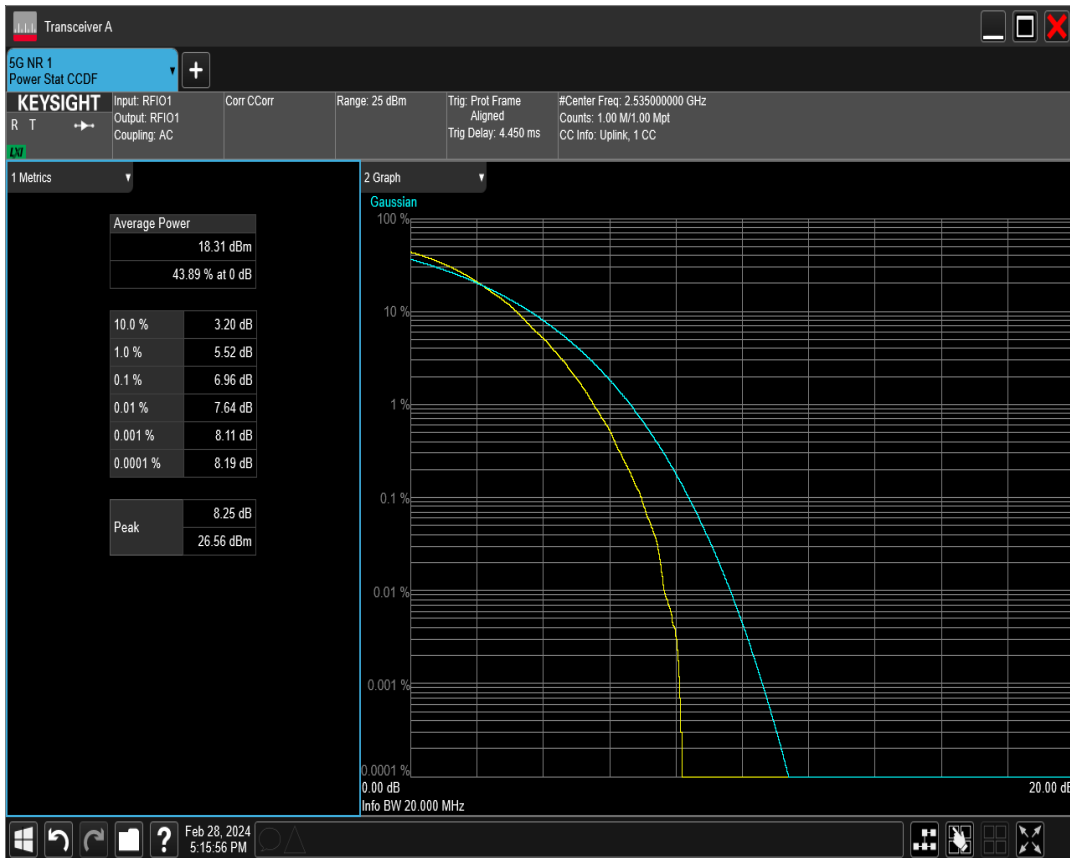 Transceiver A
5G NR 1
Power Stat CCDF
+
KEYSIGHT
R T
LXI
Input: RFIO1
Output: RFIO1
Coupling: AC
Corr CCorr
Range: 25 dBm
Trig: Prot Frame
Aligned
Trig Delay: 4.450 ms
#Center Freq: 2.535000000 GHz
Counts: 1.00 M/1.00 Mpt
CC Info: Uplink, 1 CC
1 Metrics
Average Power
18.31 dBm
43.89 % at 0 dB
10.0 % 3.20 dB
1.0 % 5.52 dB
0.1 % 6.96 dB
0.01 % 7.64 dB
0.001 % 8.11 dB
0.0001 % 8.19 dB
Peak
8.25 dB
26.56 dBm
2 Graph
Gaussian
100 %
10 %
1 %
0.1 %
0.01 %
0.001 %
0.0001 %
0.00 dB 20.00 dB
Info BW 20.000 MHz
?
Feb 28, 2024
5:15:56 PM